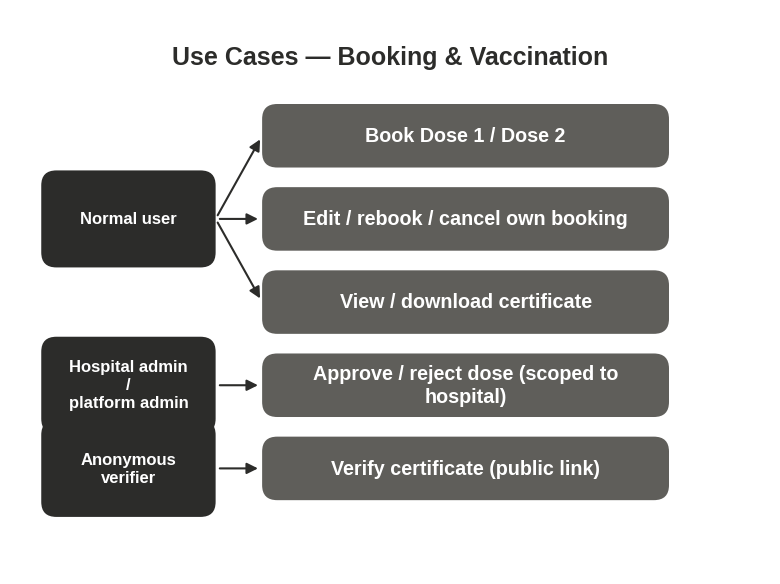 Use Cases — Booking & Vaccination
Book Dose 1 / Dose 2
Normal user
Edit / rebook / cancel own booking
View / download certificate
Hospital admin
/
platform admin
Approve / reject dose (scoped to
hospital)
Anonymous
verifier
Verify certificate (public link)